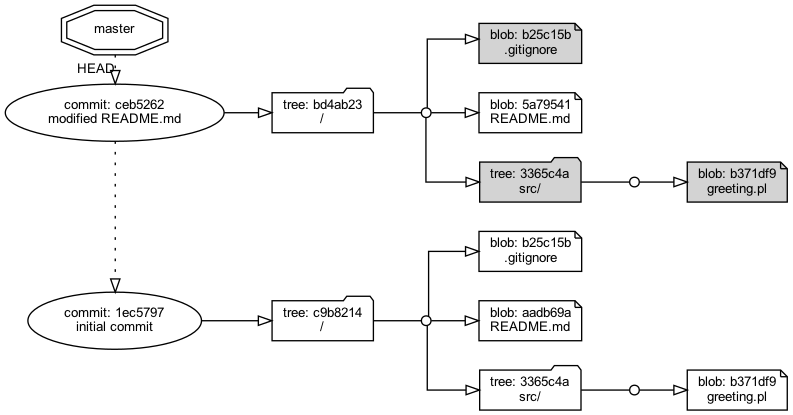 master
HEAD
commit: ceb5262
modified README.md
tree: bd4ab23
/
blob: b25c15b
.gitignore
blob: 5a79541
README.md
tree: 3365c4a
src/
blob: b371df9
greeting.pl
commit: 1ec5797
initial commit
tree: c9b8214
/
blob: b25c15b
.gitignore
blob: aadb69a
README.md
tree: 3365c4a
src/
blob: b371df9
greeting.pl